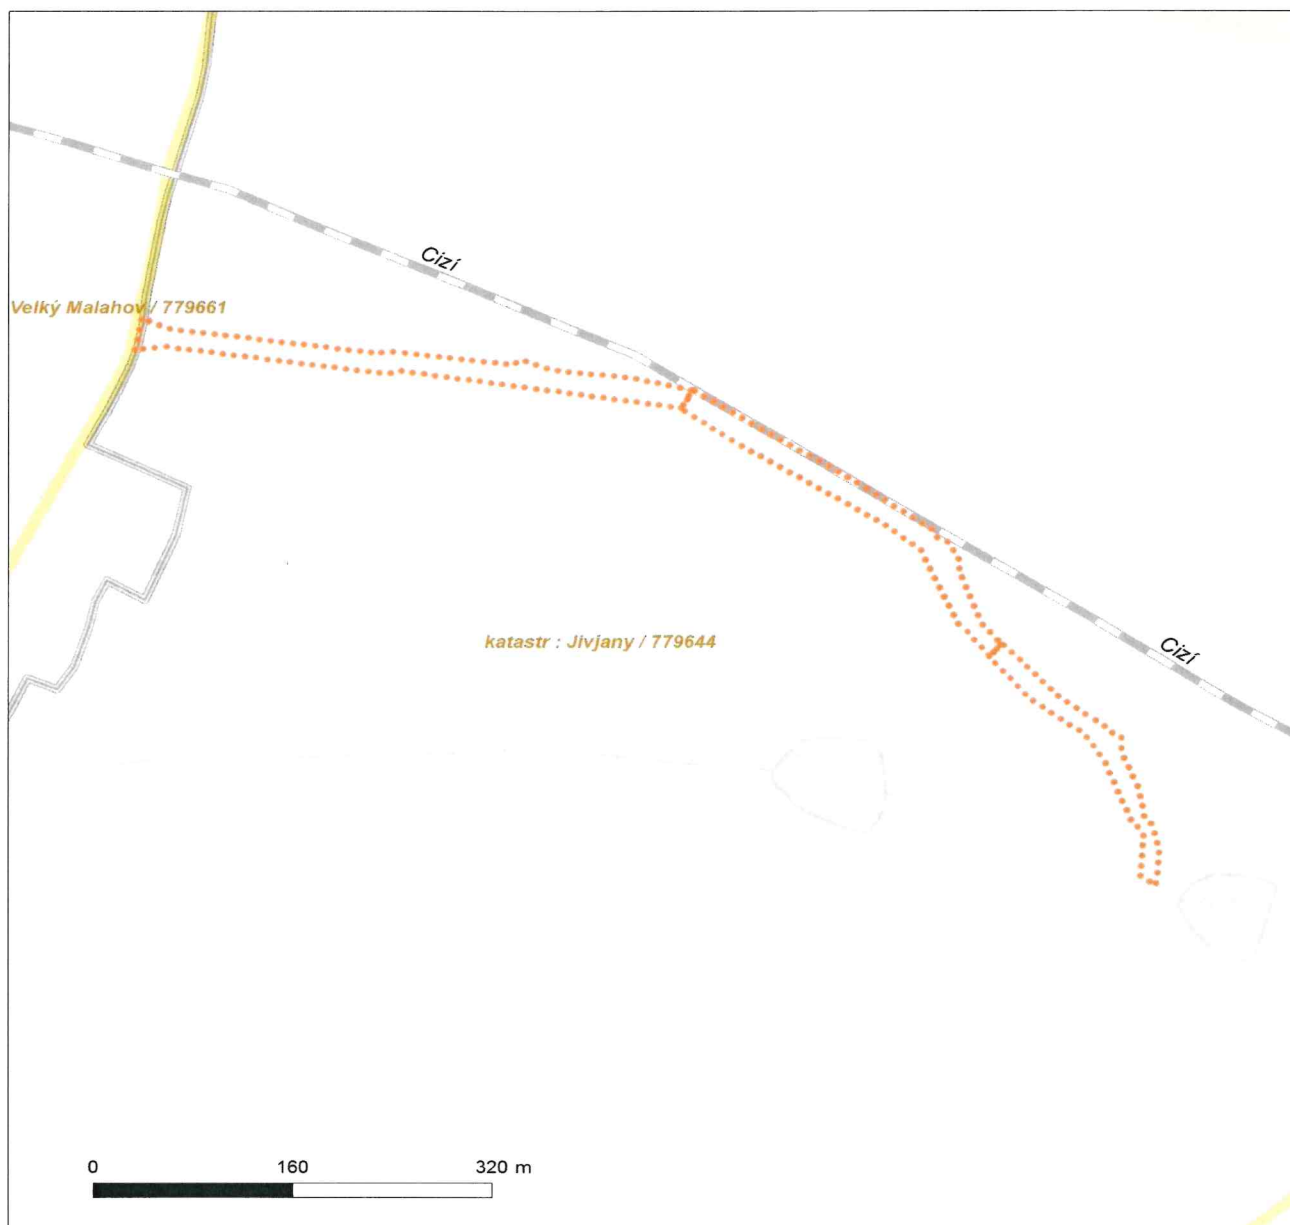 Cizí
Velký Malahov / 779661
katastr : Jivjany / 779644
Cizí
0 160 320 m